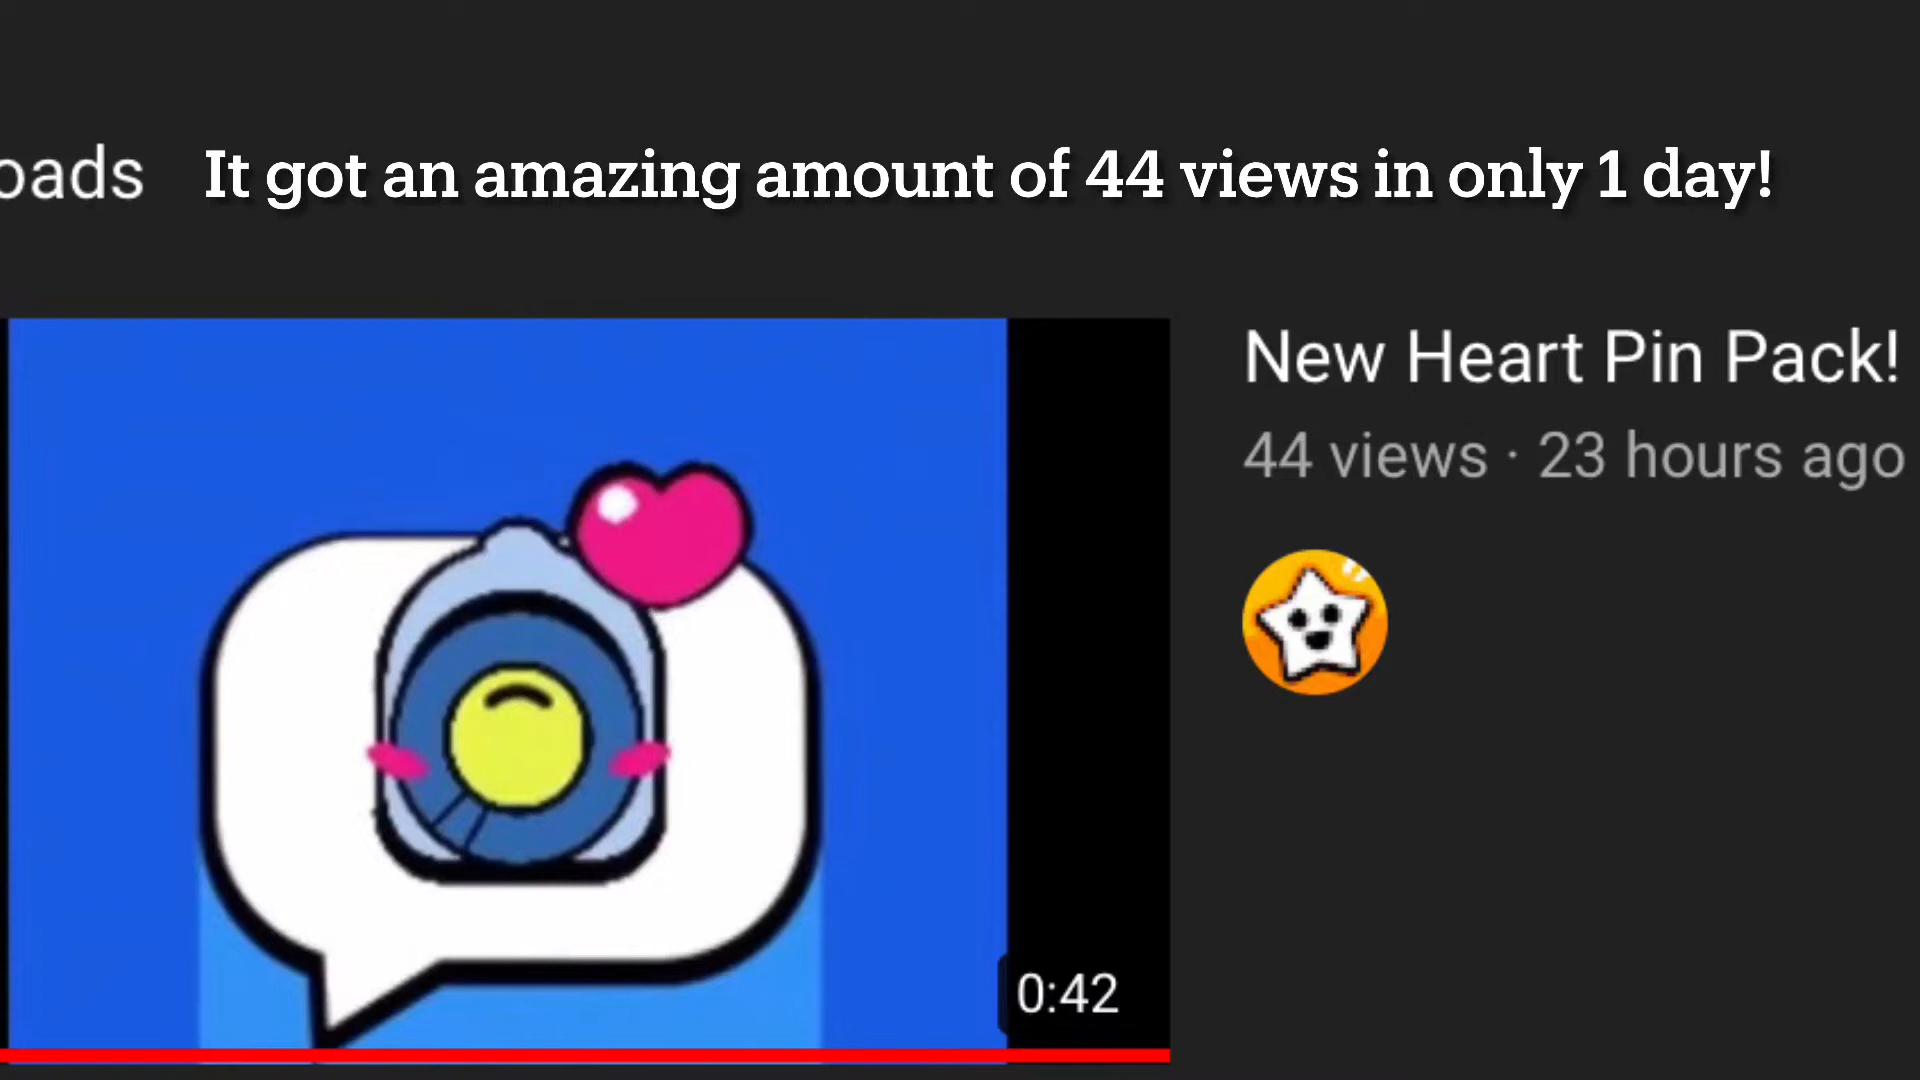 oads
It got an amazing amount of 44 views in only 1 day!
New Heart Pin Pack!
44 views · 23 hours ago
0:42